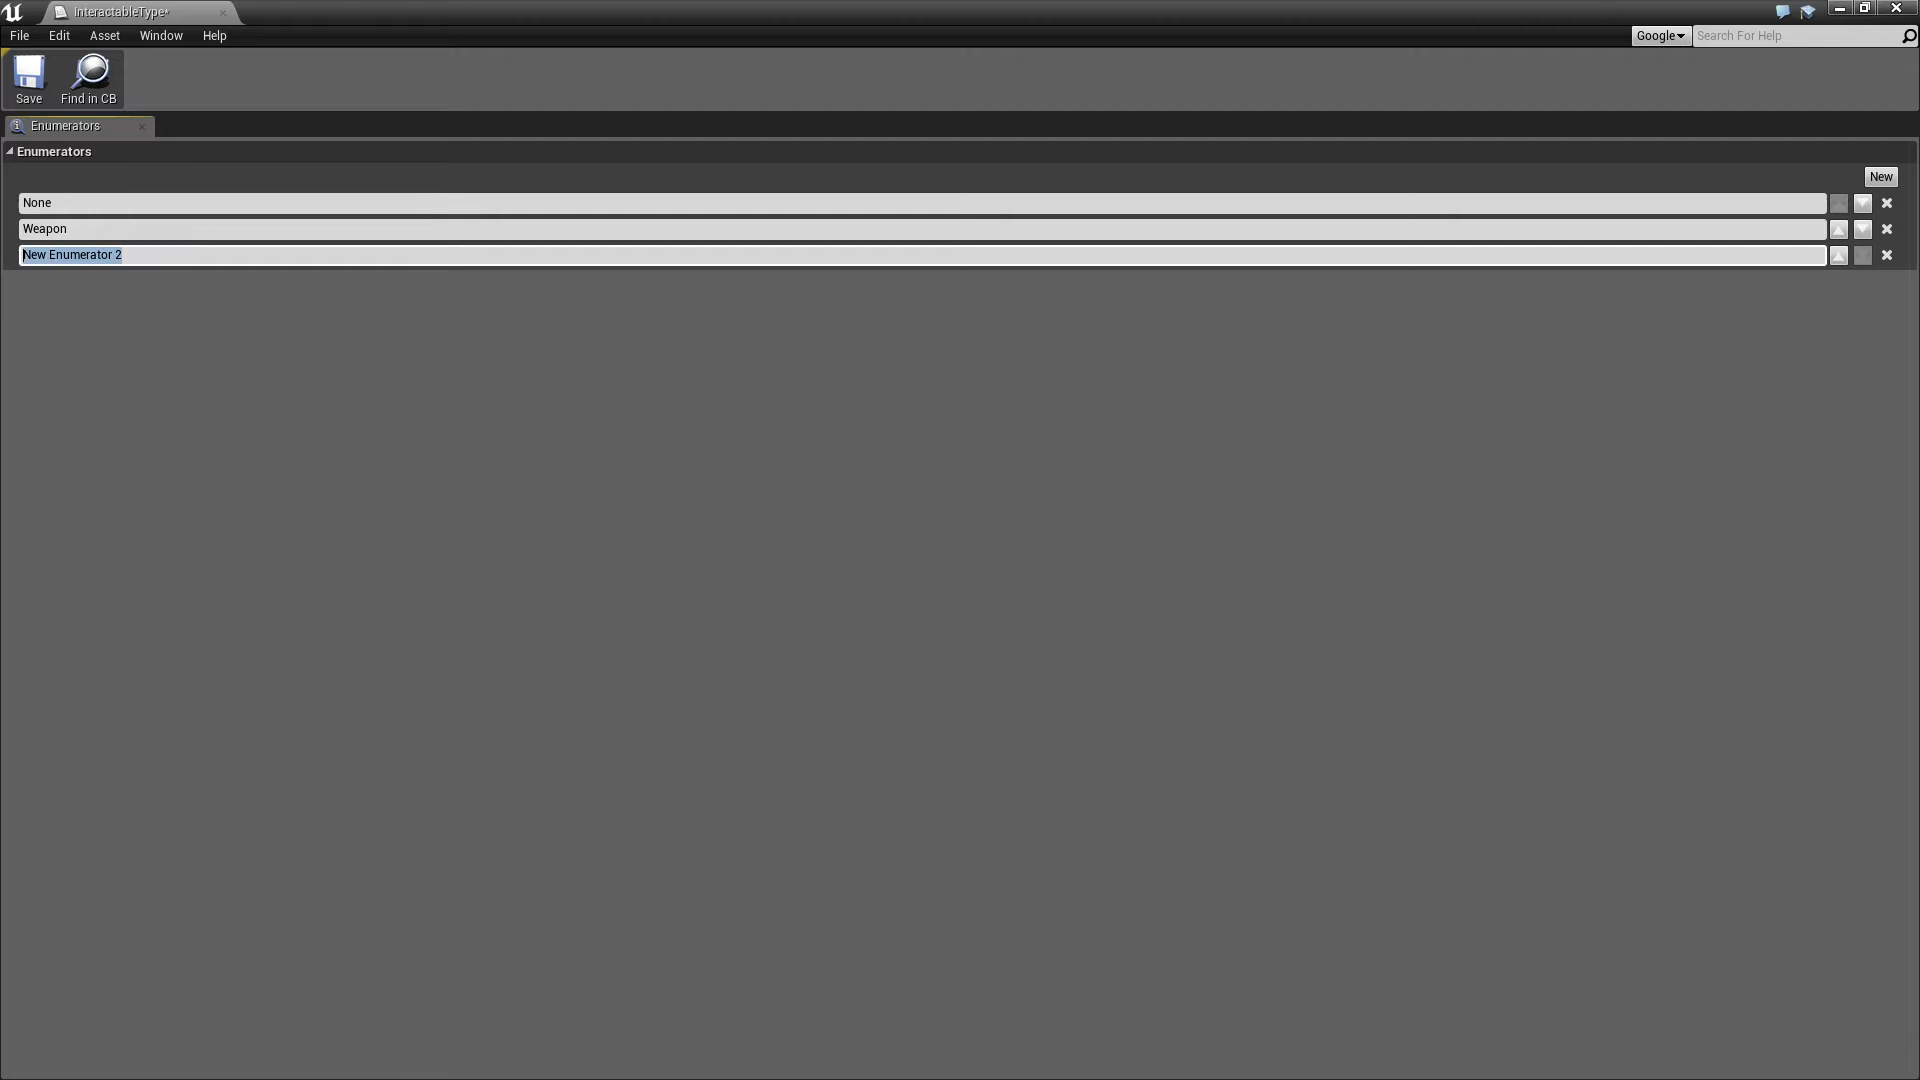 InteractableType*
File Edit Asset Window Help
Google Search For Help
Save Find in CB
Enumerators
Enumerators
New
None
Weapon
New Enumerator 2